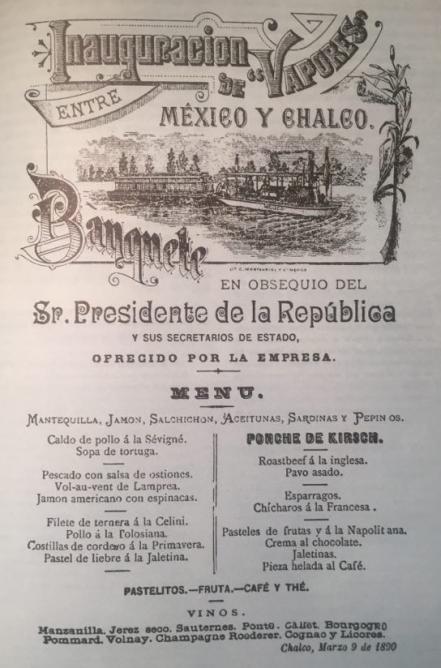 Inauguracion
DE "VAPORES"
ENTRE
MÉXICO Y CHALCO.
Banquete
EN OBSEQUIO DEL
Sr. Presidente de la República
Y SUS SECRETARIOS DE ESTADO,
OFRECIDO POR LA EMPRESA.
MENU.
MANTEQUILLA, JAMON, SALCHICHON, ACEITUNAS, SARDINAS Y PEPINOS.
Caldo de pollo á la Sévigné.
Sopa de tortuga.
Pescado con salsa de ostiones.
Vol-au-vent de Lamprea.
Jamon americano con espinacas.
Filete de ternera á la Celini.
Pollo á la Tolosiana.
Costillas de cordero á la Primavera.
Pastel de liebre á la Jaletina.
PONCHE DE KIRSCH.
Roastbeef á la inglesa.
Pavo asado.
Esparragos.
Chícharos á la Francesa.
Pasteles de frutas y á la Napolitana.
Crema al chocolate.
Jaletinas.
Pieza helada al Café.
PASTELITOS.—FRUTA.—CAFÉ Y THÉ.
VINOS.
Manzanilla, Jerez seco, Sauternes, Ponté. Canet, Bourgogño
Pommard, Volnay, Champagne Roederer, Cognac y Licores.
Chalco, Marzo 9 de 1890